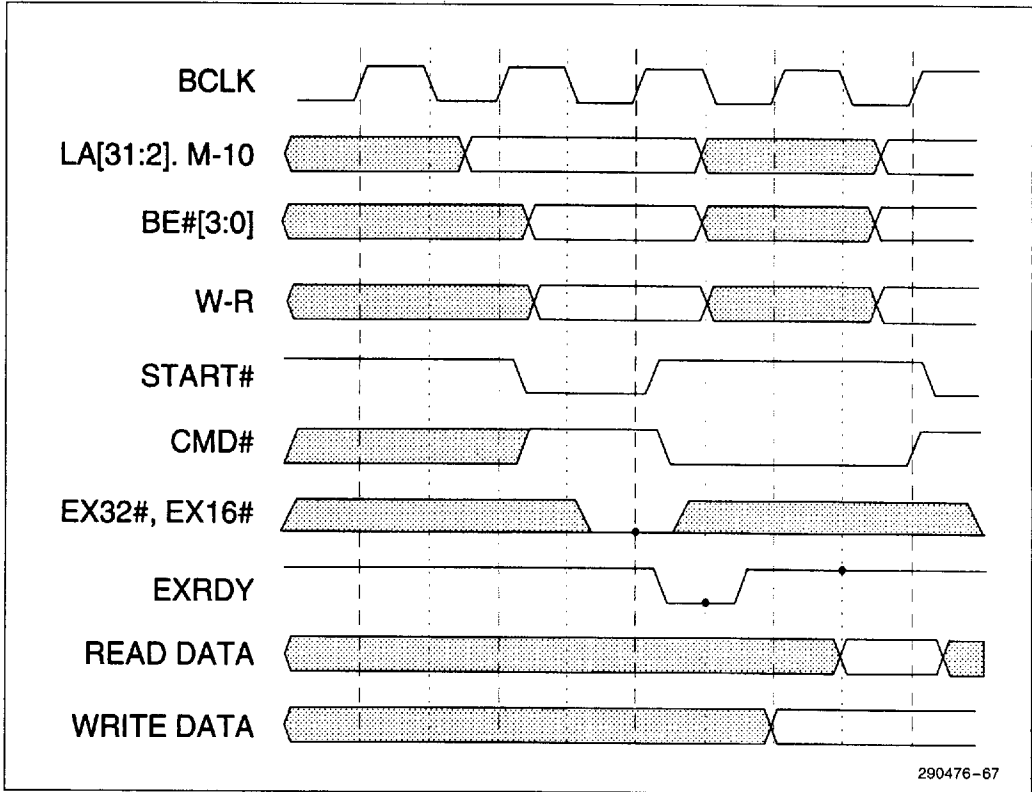 BCLK
LA[31:2]. M-10
BE#[3:0]
W-R
START#
CMD#
EX32#, EX16#
EXRDY
READ DATA
WRITE DATA
290476-67